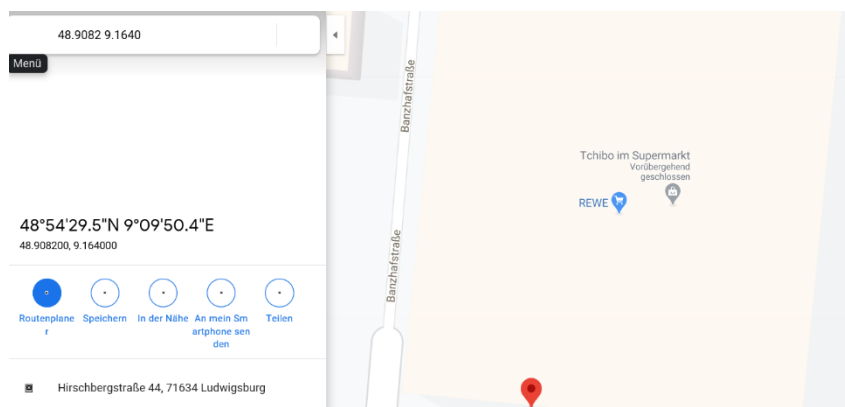 48.9082 9.1640
Menü
48°54'29.5"N 9°09'50.4"E
48.908200, 9.164000
Routenplane
r
Speichern
In der Nähe
An mein Sm
artphone sen
den
Teilen
Hirschbergstraße 44, 71634 Ludwigsburg
Banzhafstraße
Tchibo im Supermarkt
Vorübergehend
geschlossen
REWE
Banzhafstraße